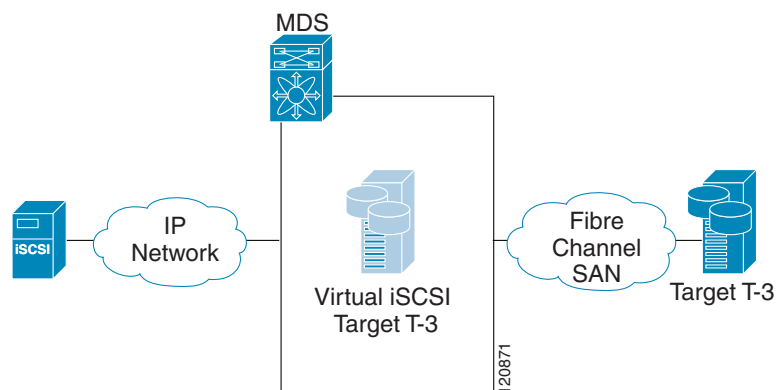 MDS
iSCSI
IP
Network
Virtual iSCSI
Target T-3
Fibre
Channel
SAN
Target T-3
120871